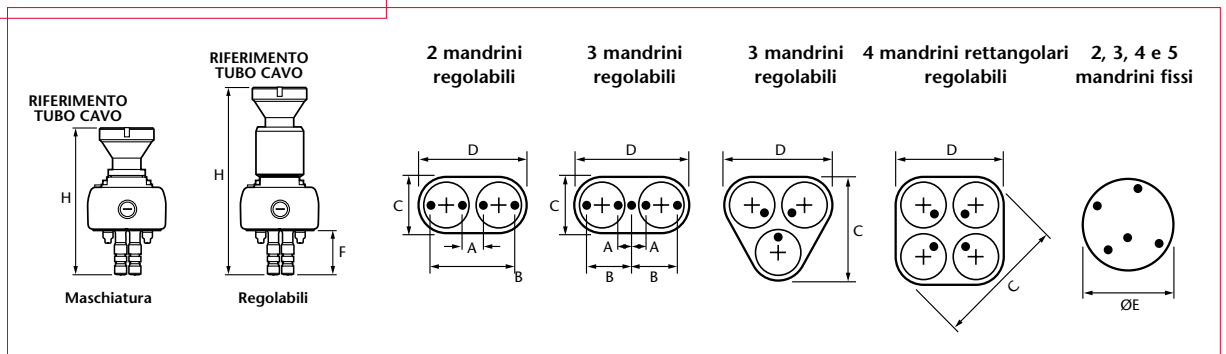 RIFERIMENTO
TUBO CAVO
H
Maschiatura
RIFERIMENTO
TUBO CAVO
H
F
Regolabili
2 mandrini
regolabili
D
C
A
B
3 mandrini
regolabili
D
C
A
A
B
B
3 mandrini
regolabili
D
C
4 mandrini rettangolari
regolabili
D
C
2, 3, 4 e 5
mandrini fissi
ØE